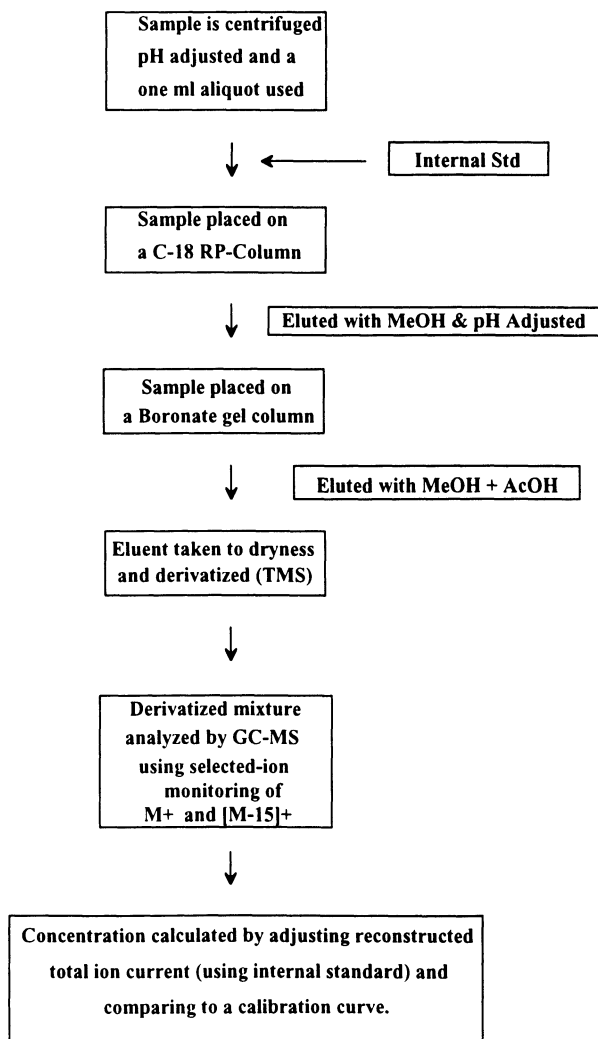 Sample is centrifuged
pH adjusted and a
one ml aliquot used
Internal Std
Sample placed on
a C-18 RP-Column
Eluted with MeOH & pH Adjusted
Sample placed on
a Boronate gel column
Eluted with MeOH + AcOH
Eluent taken to dryness
and derivatized (TMS)
Derivatized mixture
analyzed by GC-MS
using selected-ion
monitoring of
M+ and [M-15]+
Concentration calculated by adjusting reconstructed
total ion current (using internal standard) and
comparing to a calibration curve.